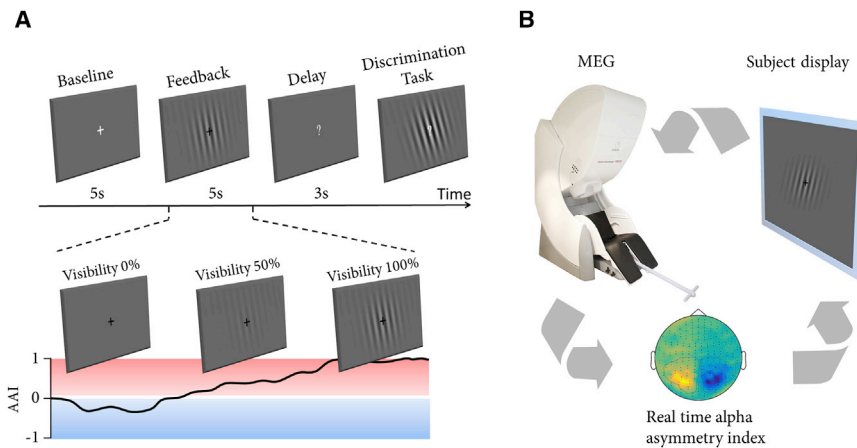 A
Baseline
Feedback
Delay
Discrimination
Task
?
?
5s
5s
3s
Time
Visibility 0%
Visibility 50%
Visibility 100%
AAI
1
0
-1
B
MEG
Subject display
Real time alpha
asymmetry index